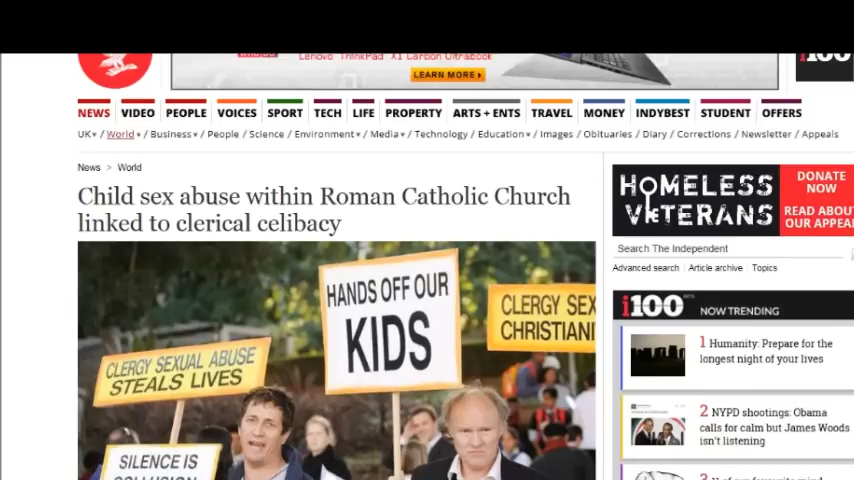 Lenovo ThinkPad X1 Carbon Ultrabook
LEARN MORE
i100
NEWS VIDEO PEOPLE VOICES SPORT TECH LIFE PROPERTY ARTS + ENTS TRAVEL MONEY INDYBEST STUDENT OFFERS
UK / World / Business / People / Science / Environment / Media / Technology / Education / Images / Obituaries / Diary / Corrections / Newsletter / Appeals
News > World
Child sex abuse within Roman Catholic Church
linked to clerical celibacy
HOMELESS
VETERANS
DONATE
NOW
READ ABOUT
OUR APPEAL
Search The Independent
Advanced search | Article archive | Topics
i100 NOW TRENDING
1 Humanity: Prepare for the
longest night of your lives
2 NYPD shootings: Obama
calls for calm but James Woods
isn't listening
3
HANDS OFF OUR
KIDS
CLERGY SEX
CHRISTIANI
CLERGY SEXUAL ABUSE
STEALS LIVES
SILENCE IS
COLLUSION